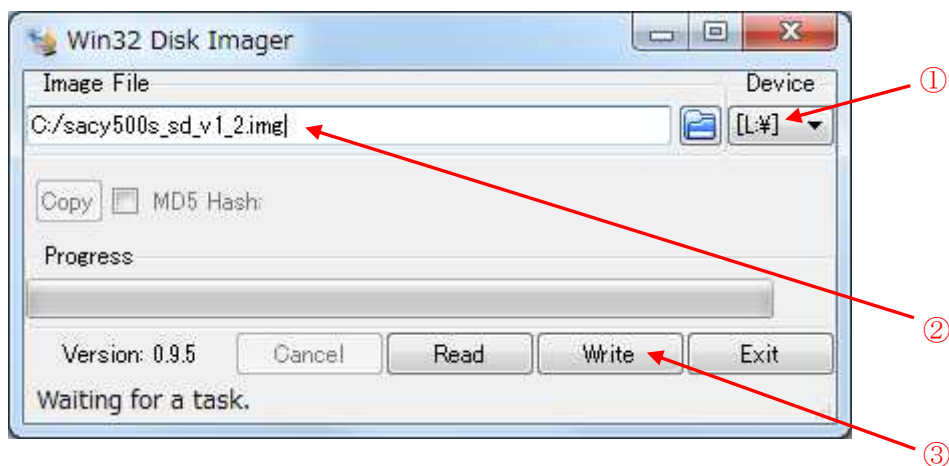 Win32 Disk Imager
Image File
Device
①
C:/sacy500s_sd_v1_2.img
[L:¥]
Copy
MD5 Hash:
Progress
②
Version: 0.9.5
Cancel
Read
Write
Exit
Waiting for a task.
③